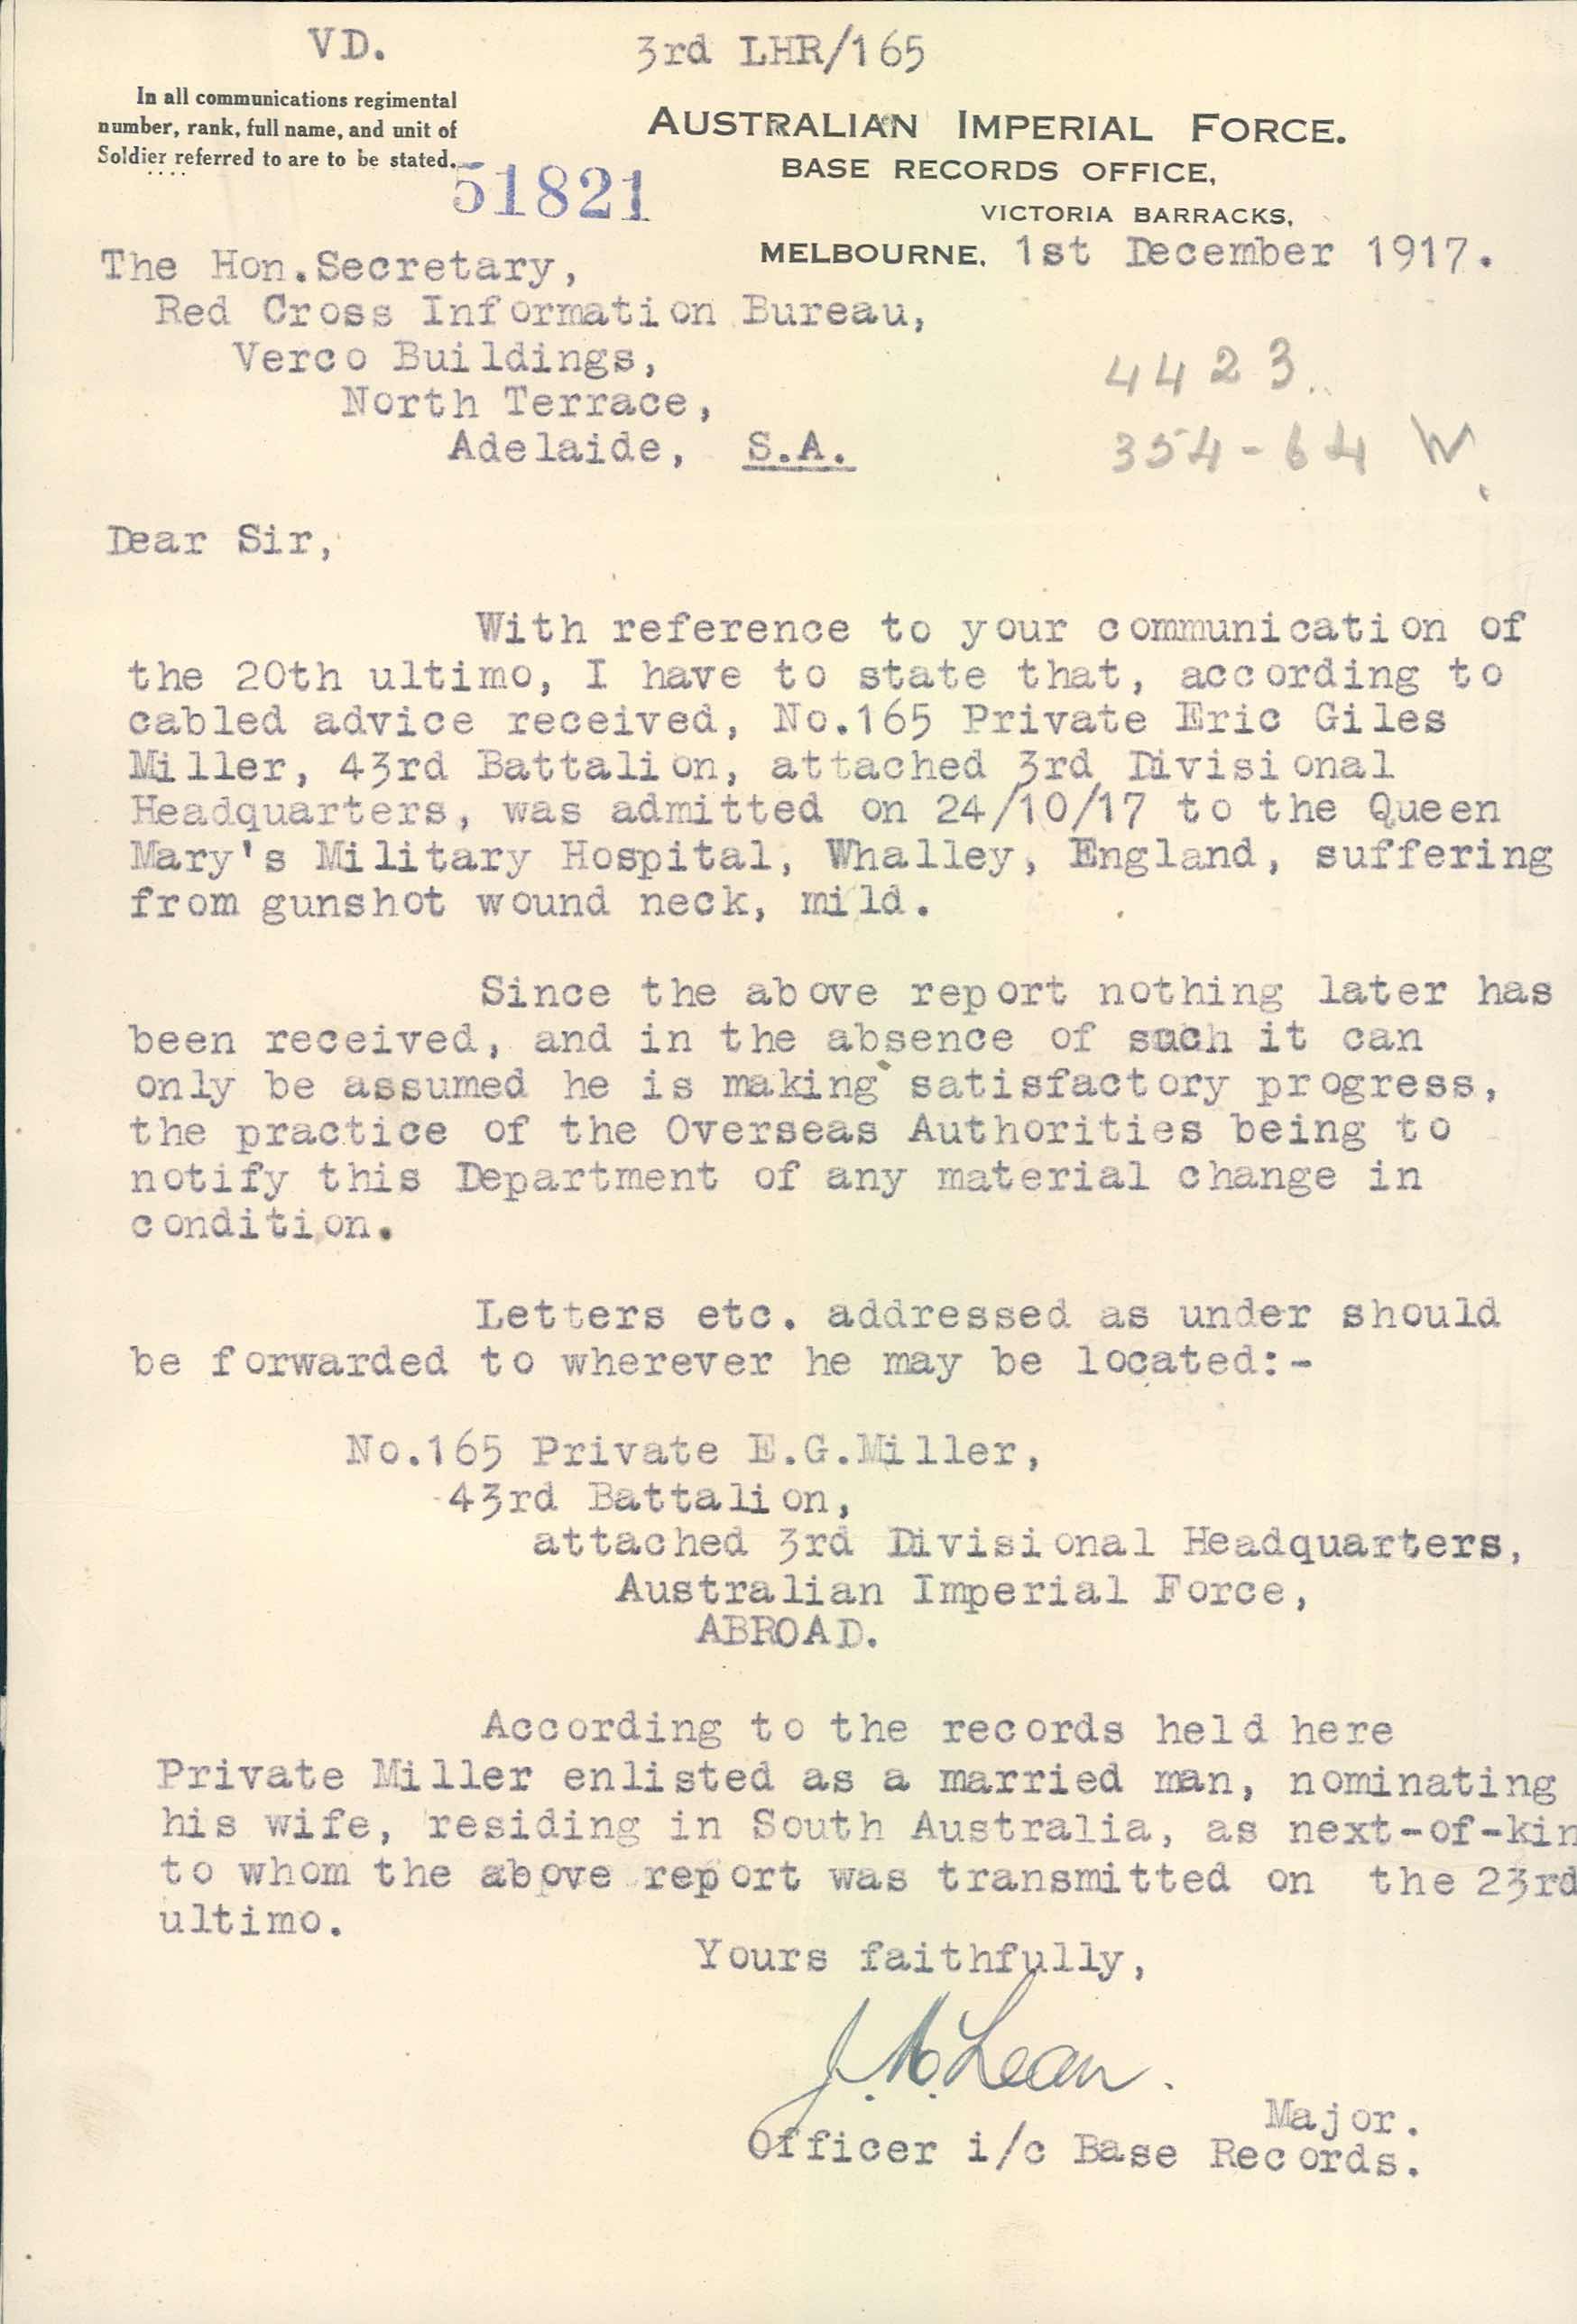 VD.
3rd LHR/165
In all communications regimental
number, rank, full name, and unit of
Soldier referred to are to be stated.
51821
AUSTRALIAN IMPERIAL FORCE.
BASE RECORDS OFFICE,
VICTORIA BARRACKS,
MELBOURNE. 1st December 1917.
The Hon.Secretary,
Red Cross Information Bureau,
Verco Buildings,
North Terrace,
Adelaide, S.A.
4423.
354-64 W
Dear Sir,
With reference to your communication of
the 20th ultimo, I have to state that, according to
cabled advice received, No.165 Private Eric Giles
Miller, 43rd Battalion, attached 3rd Divisional
Headquarters, was admitted on 24/10/17 to the Queen
Mary's Military Hospital, Whalley, England, suffering
from gunshot wound neck, mild.
Since the above report nothing later has
been received, and in the absence of such it can
only be assumed he is making satisfactory progress,
the practice of the Overseas Authorities being to
notify this Department of any material change in
condition.
Letters etc. addressed as under should
be forwarded to wherever he may be located:-
No.165 Private E.G.Miller,
43rd Battalion,
attached 3rd Divisional Headquarters,
Australian Imperial Force,
ABROAD.
According to the records held here
Private Miller enlisted as a married man, nominating
his wife, residing in South Australia, as next-of-kin
to whom the above report was transmitted on the 23rd
ultimo.
Yours faithfully,
J. McLean.
Major.
Officer i/c Base Records.